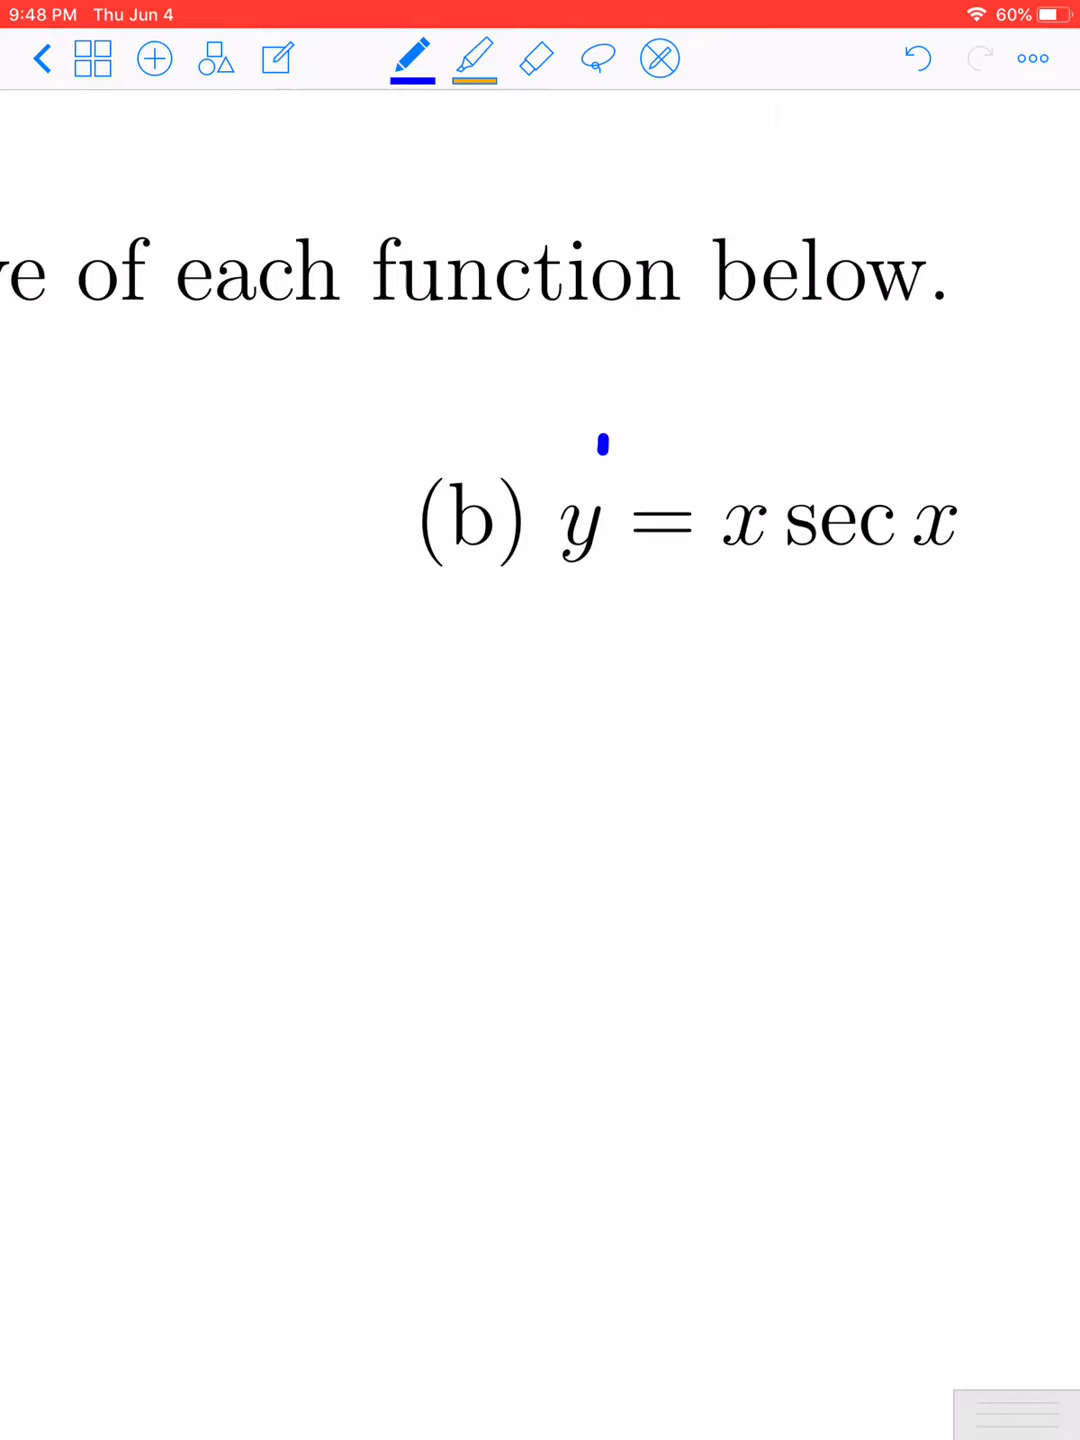 9:48 PM Thu Jun 4 60%
of each function below.
(b) y = x sec x